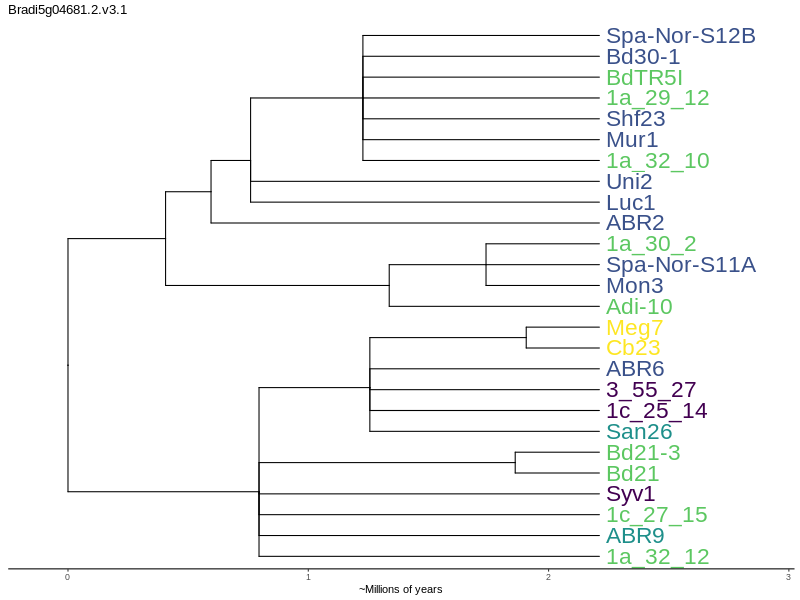 Bradi5g04681.2.v3.1
Spa-Nor-S12B
Bd30-1
BdTR5I
1a_29_12
Shf23
Mur1
1a_32_10
Uni2
Luc1
ABR2
1a_30_2
Spa-Nor-S11A
Mon3
Adi-10
Meg7
Cb23
ABR6
3_55_27
1c_25_14
San26
Bd21-3
Bd21
Syv1
1c_27_15
ABR9
1a_32_12
0 1 2 3
~Millions of years